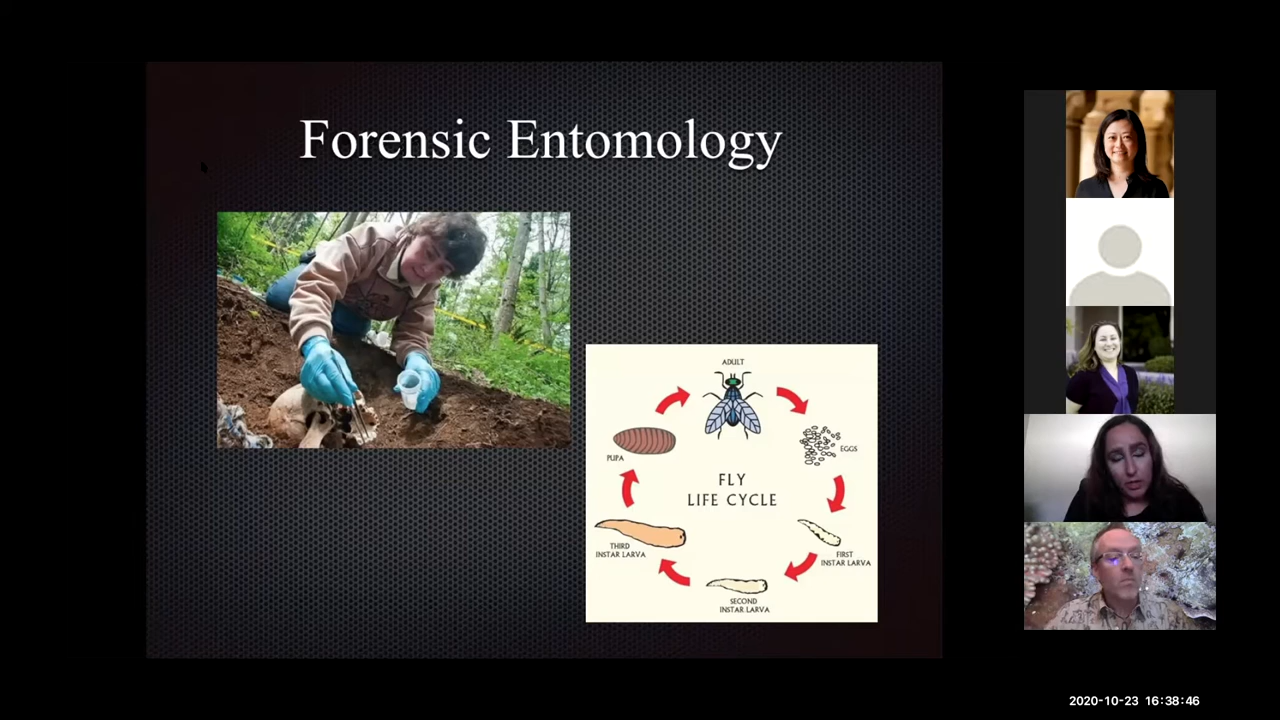 Forensic Entomology
ADULT
EGGS
FIRST
INSTAR LARVA
SECOND
INSTAR LARVA
THIRD
INSTAR LARVA
PUPA
FLY
LIFE CYCLE
2020-10-23 16:38:46